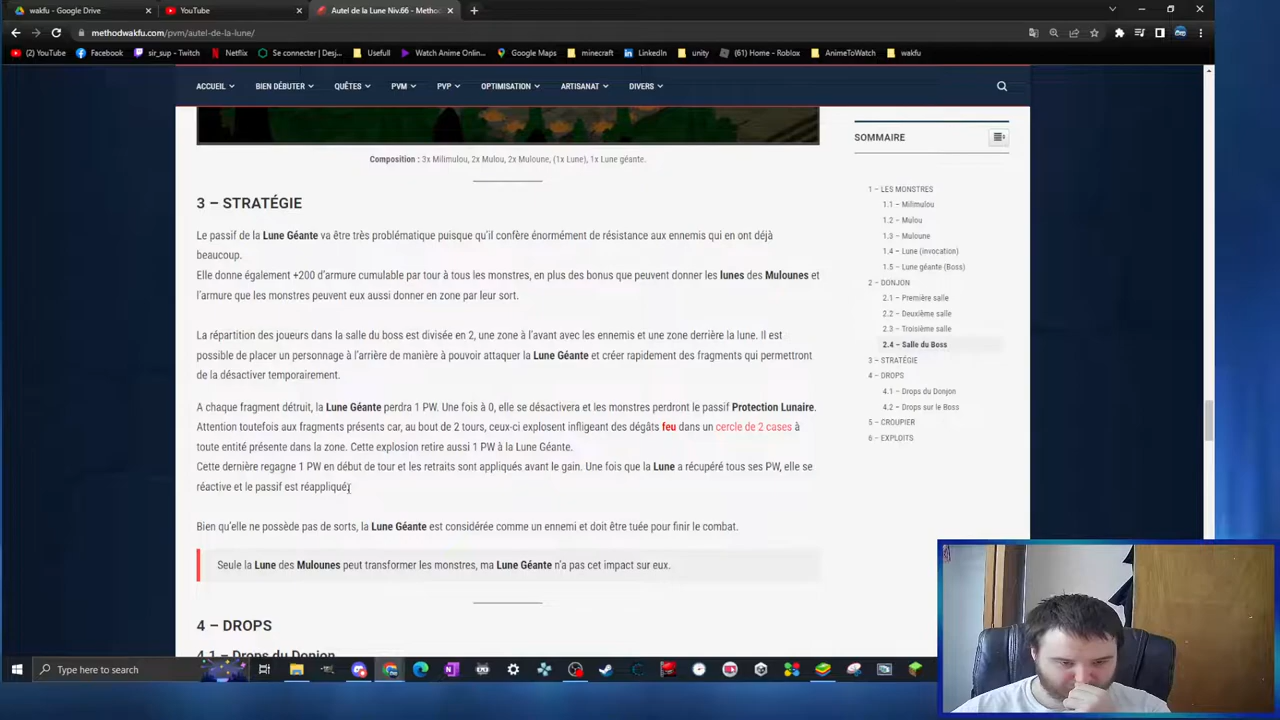 wakfu - Google Drive
YouTube
Autel de la Lune Niv.66 - Method
methodwakfu.com/pvm/autel-de-la-lune/
(2) YouTube
Facebook
sir_sup - Twitch
Netflix
Se connecter | Desj...
Usefull
Watch Anime Online...
Google Maps
minecraft
LinkedIn
unity
(61) Home - Roblox
AnimeToWatch
wakfu
ACCUEIL
BIEN DÉBUTER
QUÊTES
PVM
PVP
OPTIMISATION
ARTISANAT
DIVERS
Composition : 3x Milimulou, 2x Mulou, 2x Muloune, (1x Lune), 1x Lune géante.
3 – STRATÉGIE
Le passif de la Lune Géante va être très problématique puisque qu'il confère énormément de résistance aux ennemis qui en ont déjà
beaucoup.
Elle donne également +200 d'armure cumulable par tour à tous les monstres, en plus des bonus que peuvent donner les lunes des Mulounes et
l'armure que les monstres peuvent eux aussi donner en zone par leur sort.
La répartition des joueurs dans la salle du boss est divisée en 2, une zone à l'avant avec les ennemis et une zone derrière la lune. Il est
possible de placer un personnage à l'arrière de manière à pouvoir attaquer la Lune Géante et créer rapidement des fragments qui permettront
de la désactiver temporairement.
A chaque fragment détruit, la Lune Géante perdra 1 PW. Une fois à 0, elle se désactivera et les monstres perdront le passif Protection Lunaire.
Attention toutefois aux fragments présents car, au bout de 2 tours, ceux-ci explosent infligeant des dégâts feu dans un cercle de 2 cases à
toute entité présente dans la zone. Cette explosion retire aussi 1 PW à la Lune Géante.
Cette dernière regagne 1 PW en début de tour et les retraits sont appliqués avant le gain. Une fois que la Lune a récupéré tous ses PW, elle se
réactive et le passif est réappliqué.
Bien qu'elle ne possède pas de sorts, la Lune Géante est considérée comme un ennemi et doit être tuée pour finir le combat.
Seule la Lune des Mulounes peut transformer les monstres, ma Lune Géante n'a pas cet impact sur eux.
4 – DROPS
4.1 – Drops du Donjon
SOMMAIRE
1 – LES MONSTRES
1.1 – Milimulou
1.2 – Mulou
1.3 – Muloune
1.4 – Lune (invocation)
1.5 – Lune géante (Boss)
2 – DONJON
2.1 – Première salle
2.2 – Deuxième salle
2.3 – Troisième salle
2.4 – Salle du Boss
3 – STRATÉGIE
4 – DROPS
4.1 – Drops du Donjon
4.2 – Drops sur le Boss
5 – CROUPIER
6 – EXPLOITS
Type here to search